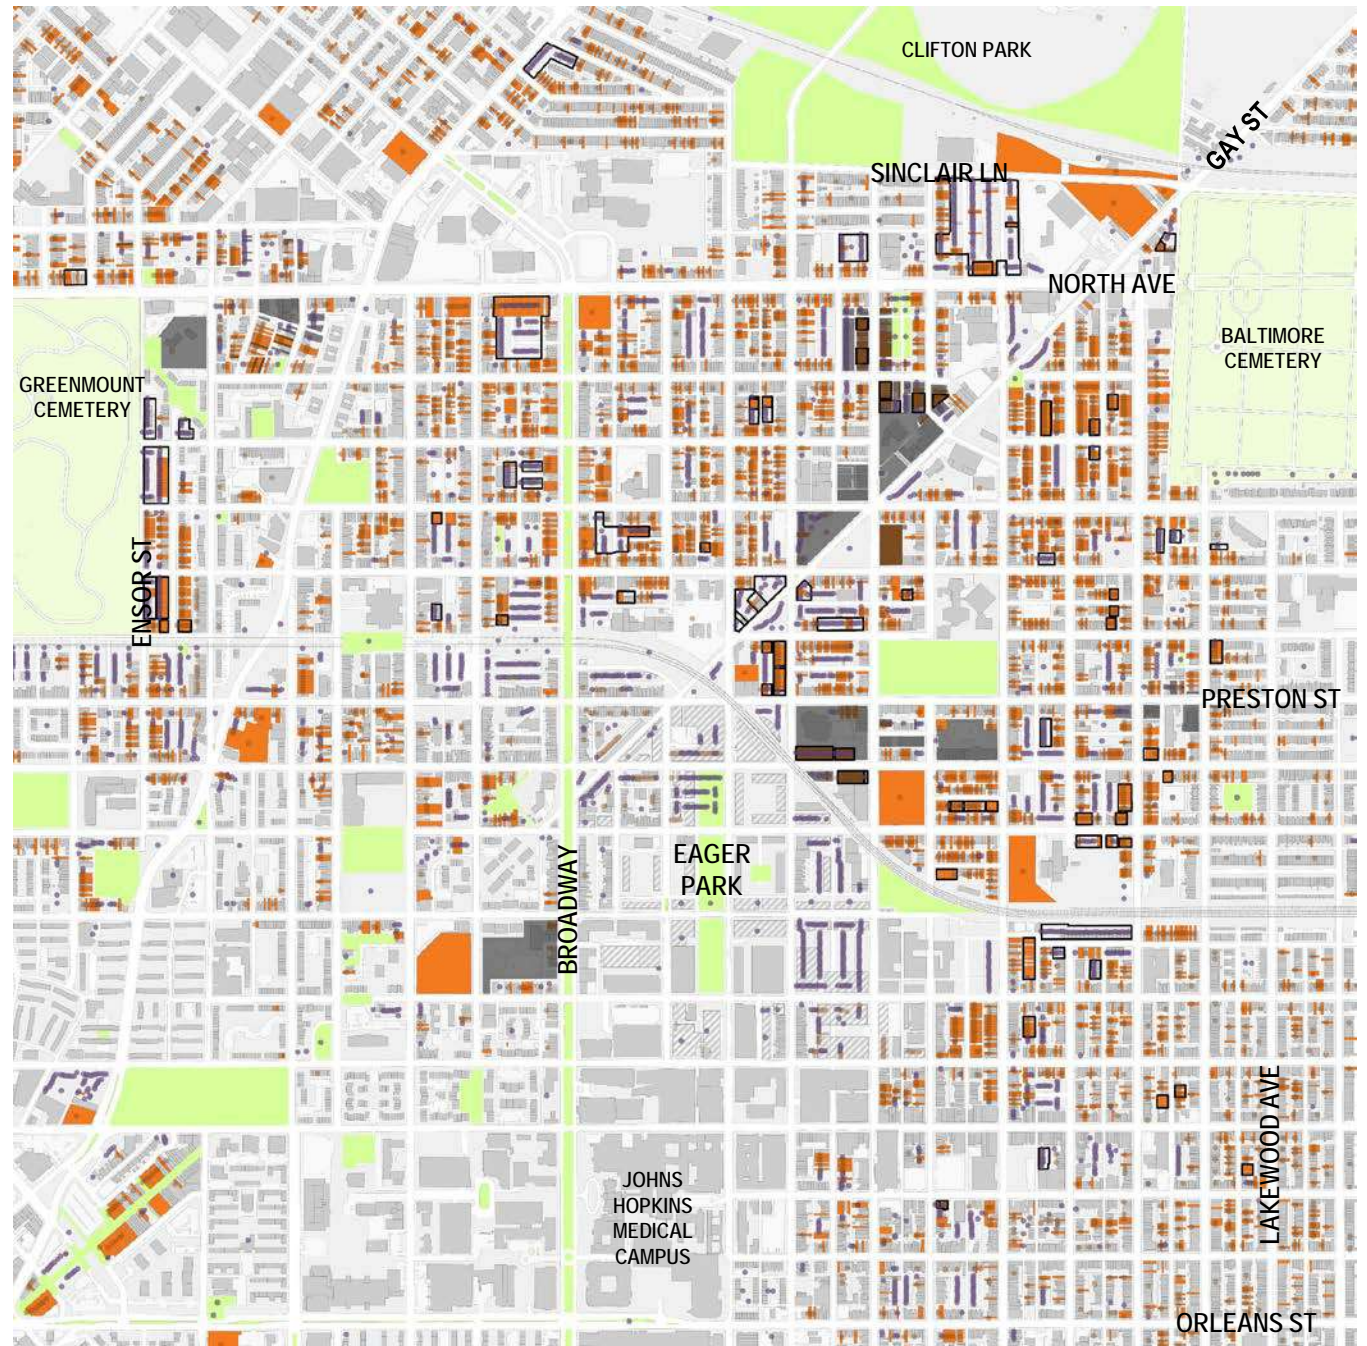 CLIFTON PARK
GAY ST
SINCLAIR LN
NORTH AVE
BALTIMORE
CEMETERY
GREENMOUNT
CEMETERY
ENSOR ST
PRESTON ST
EAGER
PARK
BROADWAY
LAKEWOOD AVE
JOHNS
HOPKINS
MEDICAL
CAMPUS
ORLEANS ST